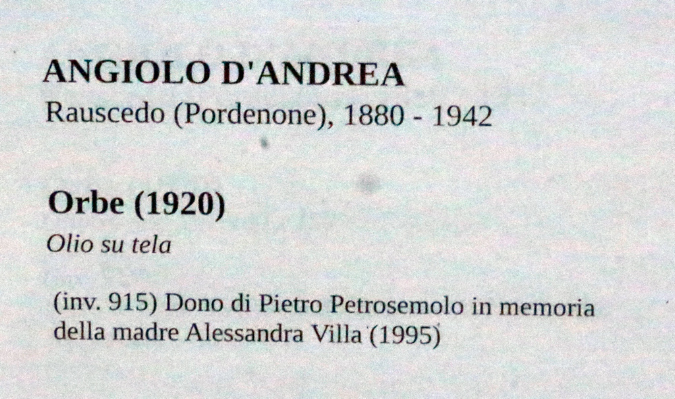 ANGIOLO D'ANDREA
Rauscedo (Pordenone), 1880 - 1942
Orbe (1920)
Olio su tela
(inv. 915) Dono di Pietro Petrosemolo in memoria
della madre Alessandra Villa (1995)